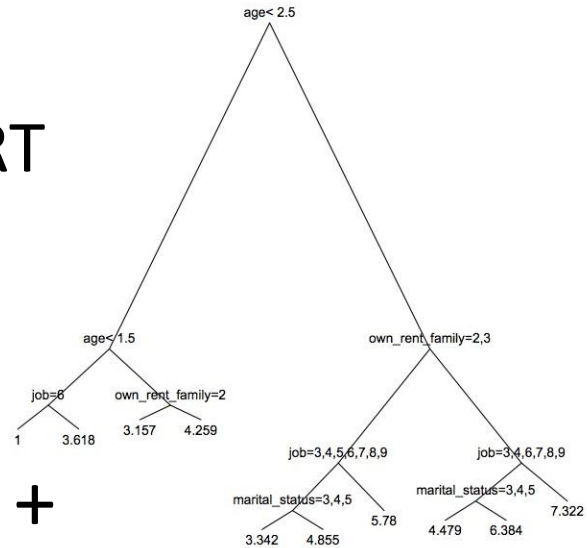 age< 2.5
RT
age< 1.5
own_rent_family=2,3
job=6
own_rent_family=2
1
3.618
3.157
4.259
job=3,4,5,6,7,8,9
job=3,4,6,7,8,9
marital_status=3,4,5
marital_status=3,4,5
3.342
4.855
5.78
4.479
6.384
7.322
+